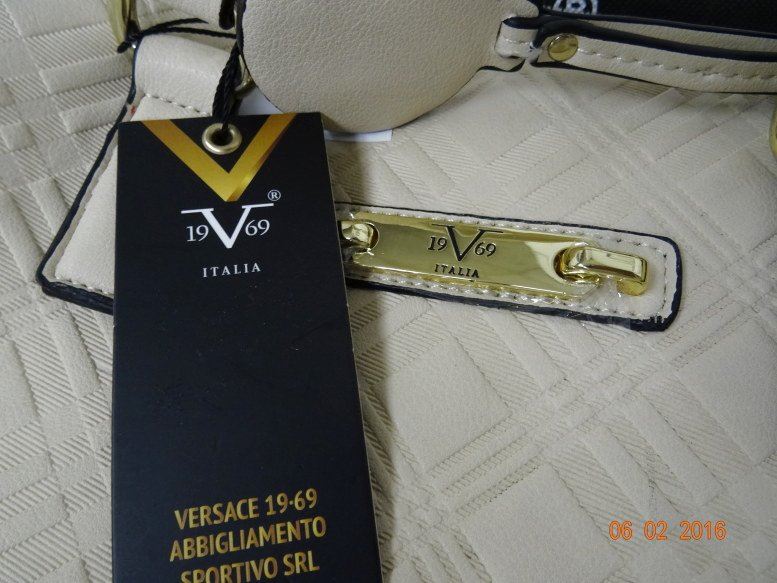 ®
19V69
®
ITALIA
19V69
ITALIA
VERSACE 19·69
ABBIGLIAMENTO
SPORTIVO SRL
06 02 2016